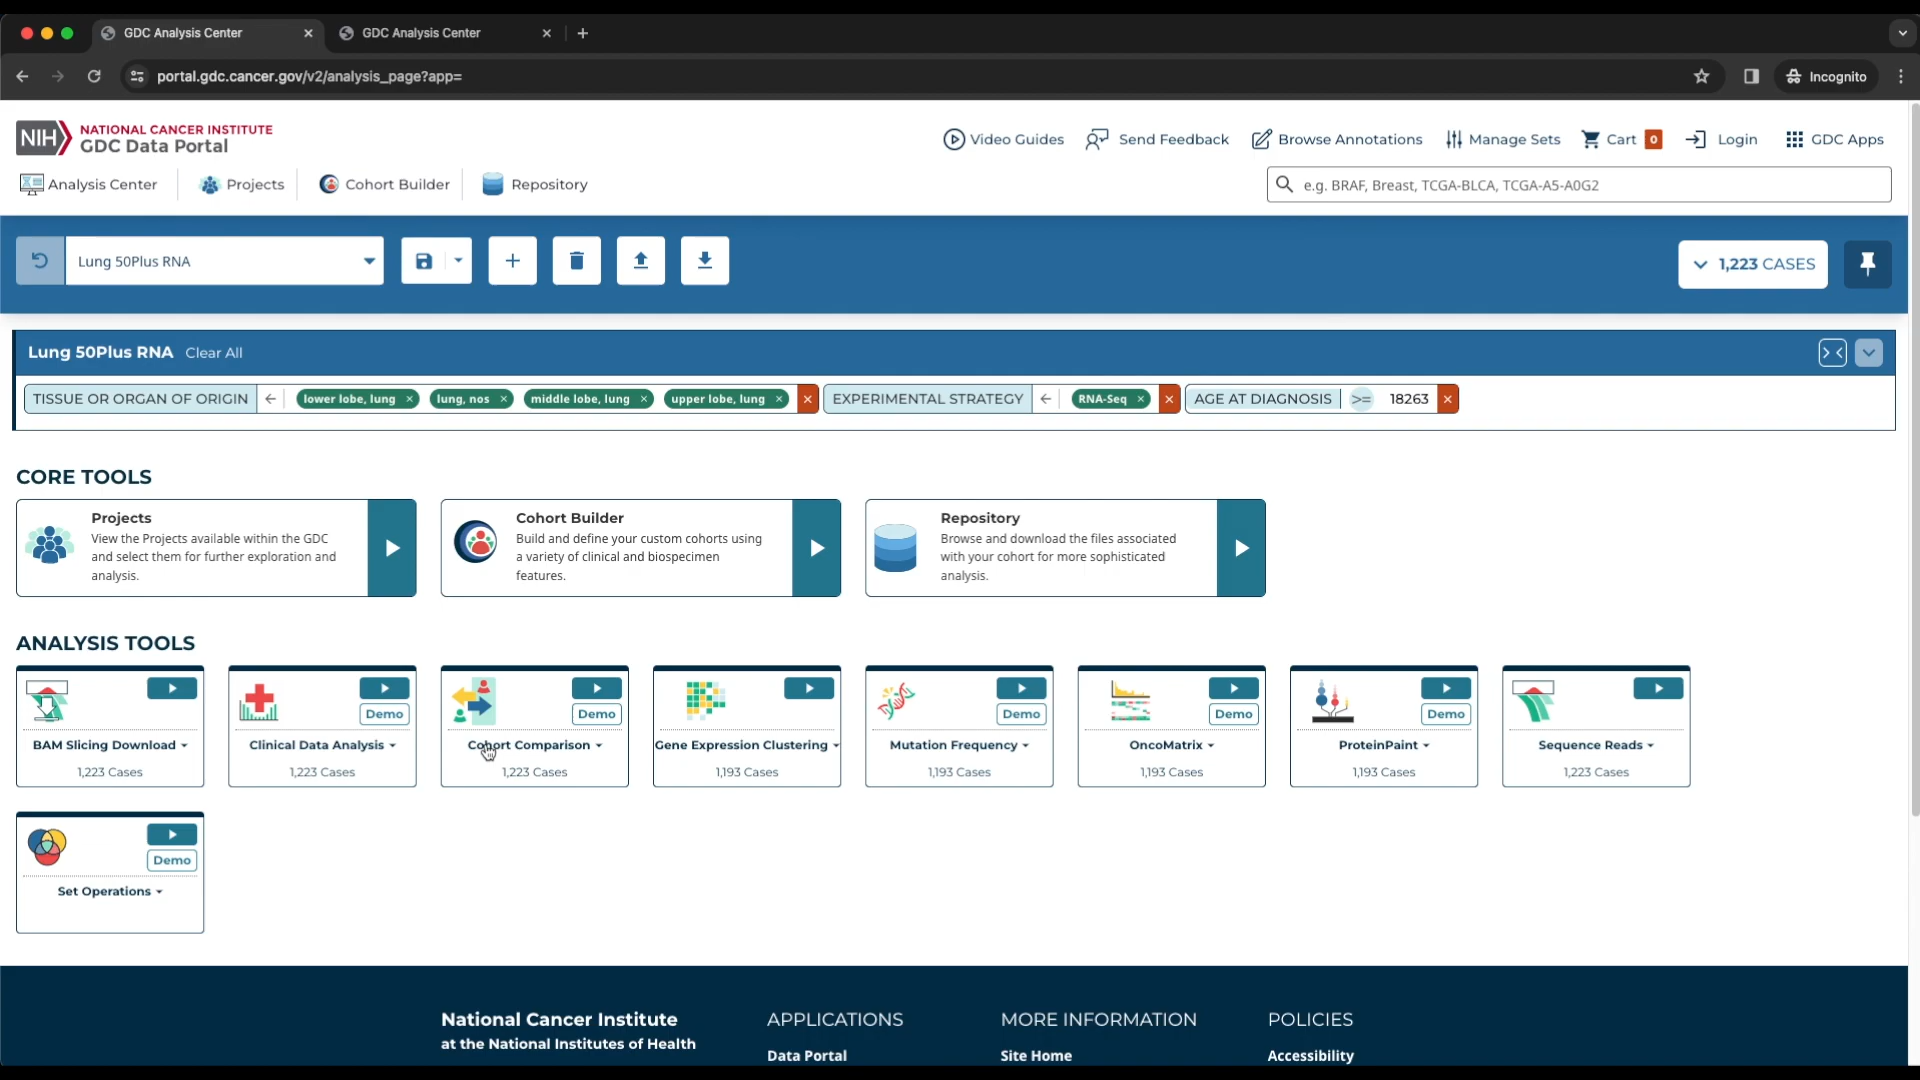 GDC Analysis Center
GDC Analysis Center
portal.gdc.cancer.gov/v2/analysis_page?app=
Incognito
NIH
NATIONAL CANCER INSTITUTE
GDC Data Portal
Video Guides
Send Feedback
Browse Annotations
Manage Sets
Cart 0
Login
GDC Apps
Analysis Center
Projects
Cohort Builder
Repository
e.g. BRAF, Breast, TCGA-BLCA, TCGA-A5-A0G2
Lung 50Plus RNA
1,223 CASES
Lung 50Plus RNA Clear All
TISSUE OR ORGAN OF ORIGIN lower lobe, lung lung, nos middle lobe, lung upper lobe, lung EXPERIMENTAL STRATEGY RNA-Seq AGE AT DIAGNOSIS >= 18263
CORE TOOLS
Projects
View the Projects available within the GDC
and select them for further exploration and
analysis.
Cohort Builder
Build and define your custom cohorts using
a variety of clinical and biospecimen
features.
Repository
Browse and download the files associated
with your cohort for more sophisticated
analysis.
ANALYSIS TOOLS
BAM Slicing Download
1,223 Cases
Demo
Clinical Data Analysis
1,223 Cases
Demo
Cohort Comparison
1,223 Cases
Gene Expression Clustering
1,193 Cases
Demo
Mutation Frequency
1,193 Cases
Demo
OncoMatrix
1,193 Cases
Demo
ProteinPaint
1,193 Cases
Sequence Reads
1,223 Cases
Demo
Set Operations
National Cancer Institute
at the National Institutes of Health
APPLICATIONS
Data Portal
MORE INFORMATION
Site Home
POLICIES
Accessibility